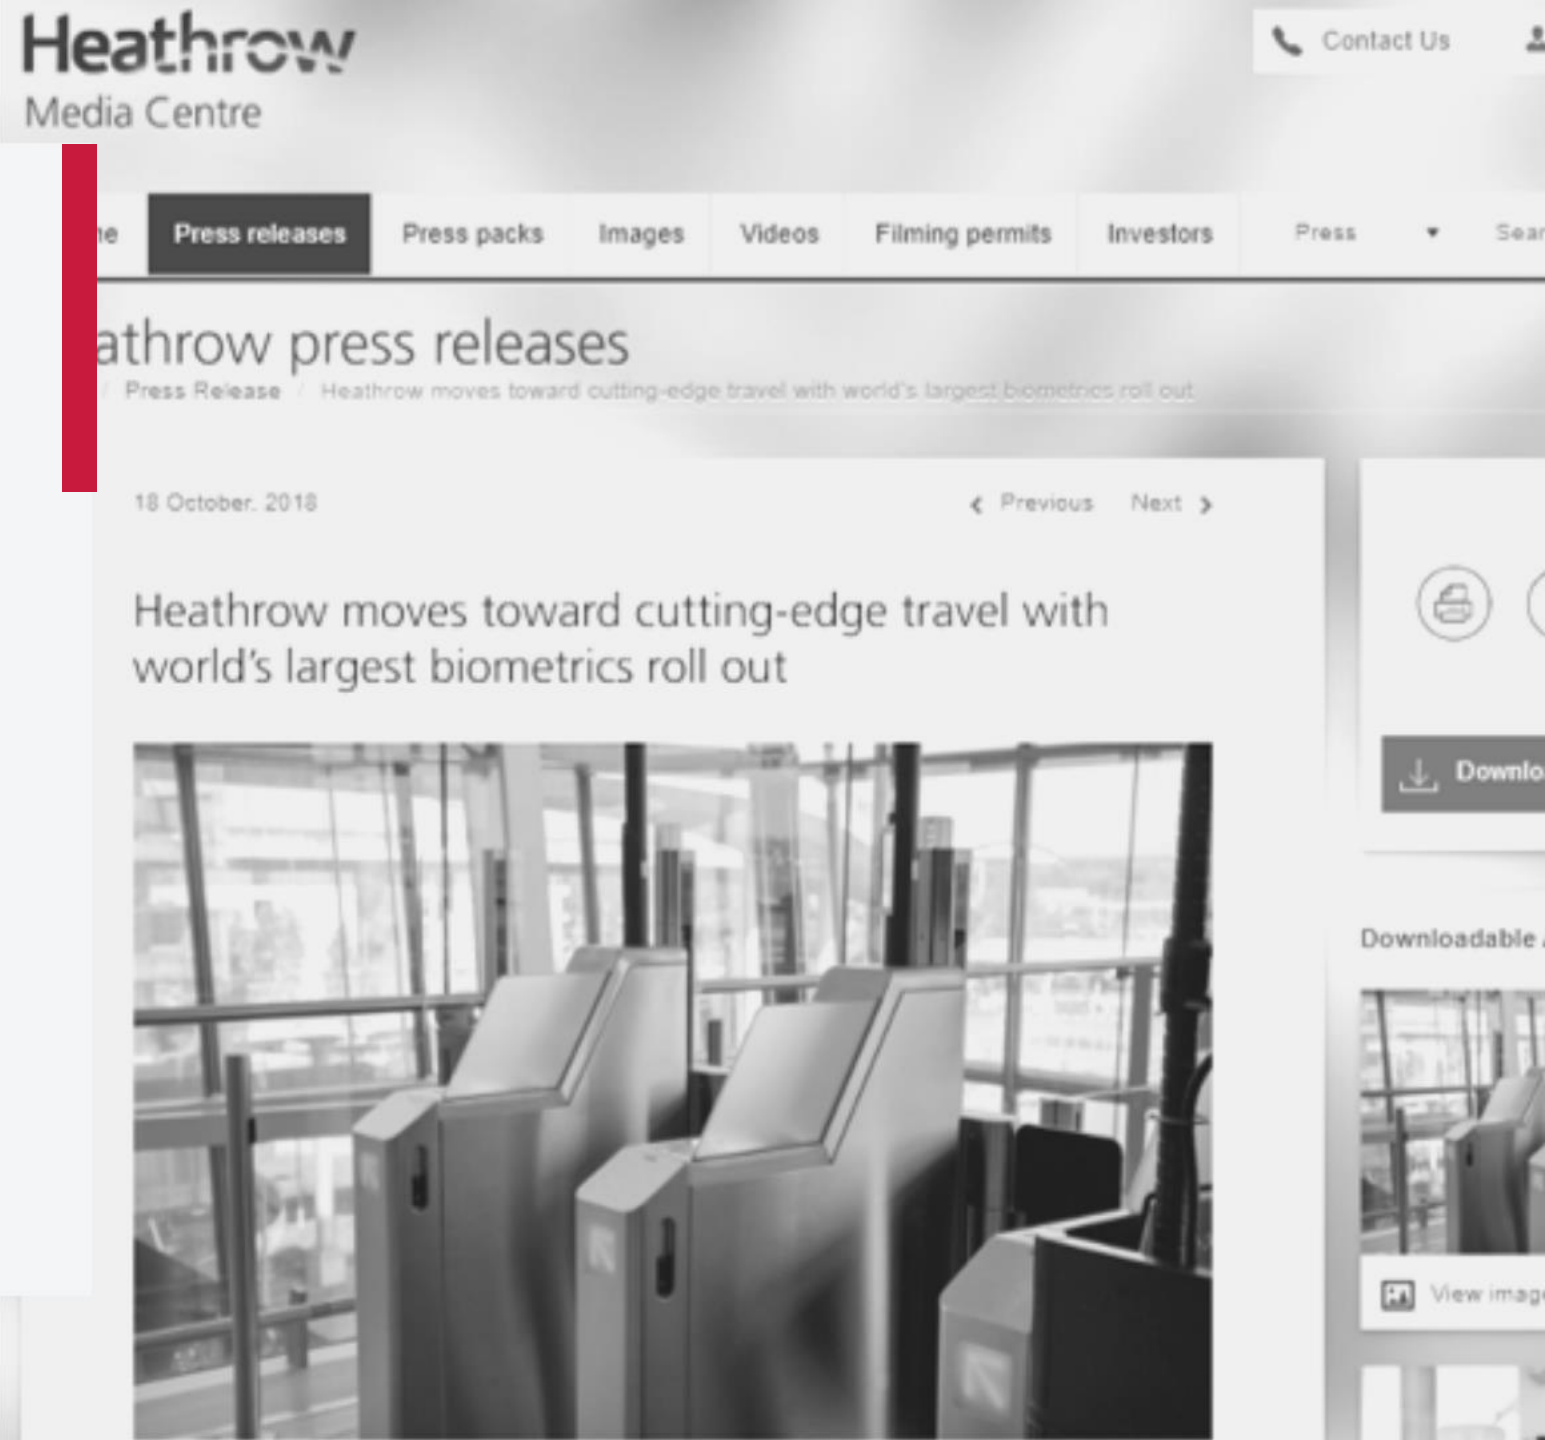 Heathrow
Media Centre
Contact Us
Press releases
Press packs
Images
Videos
Filming permits
Investors
Press
athrow press releases
/ Press Release / Heathrow moves toward cutting-edge travel with world's largest biometrics roll out
18 October, 2018
Previous
Next
Heathrow moves toward cutting-edge travel with
world's largest biometrics roll out
Downlo
Downloadable
View image